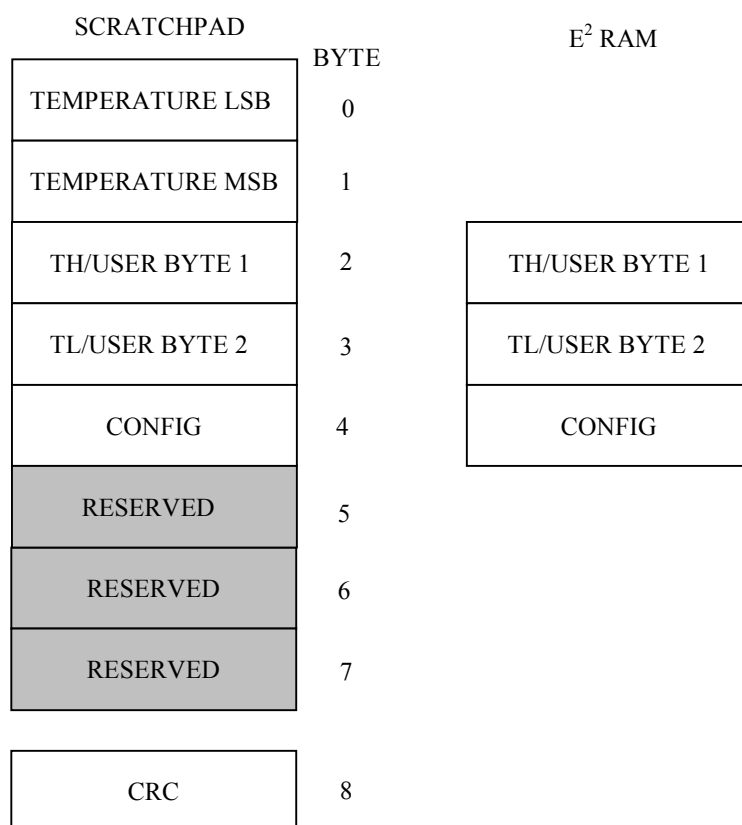 SCRATCHPAD
BYTE
E² RAM
TEMPERATURE LSB 0
TEMPERATURE MSB 1
TH/USER BYTE 1 2 TH/USER BYTE 1
TL/USER BYTE 2 3 TL/USER BYTE 2
CONFIG 4 CONFIG
RESERVED 5
RESERVED 6
RESERVED 7
CRC 8